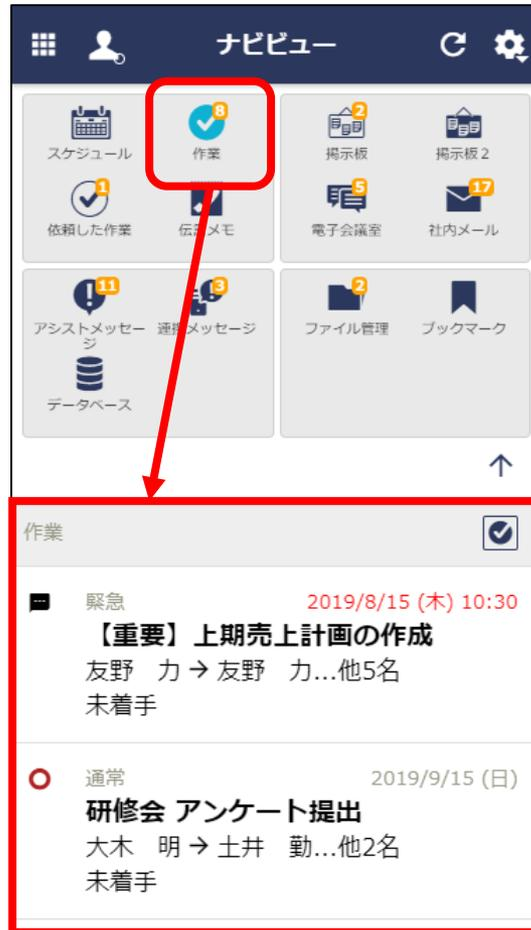 ナビビュー
8 2
スケジュール 作業 掲示板 掲示板 2
1 5 17
依頼した作業 伝言メモ 電子会議室 社内メール
11 3 2
アシストメッセー 連携メッセージ ファイル管理 ブックマーク
ジ
データベース
作業
緊急 2019/8/15 (木) 10:30
【重要】上期売上計画の作成
友野 力 → 友野 力...他5名
未着手
通常 2019/9/15 (日)
研修会 アンケート提出
大木 明 → 土井 勤...他2名
未着手